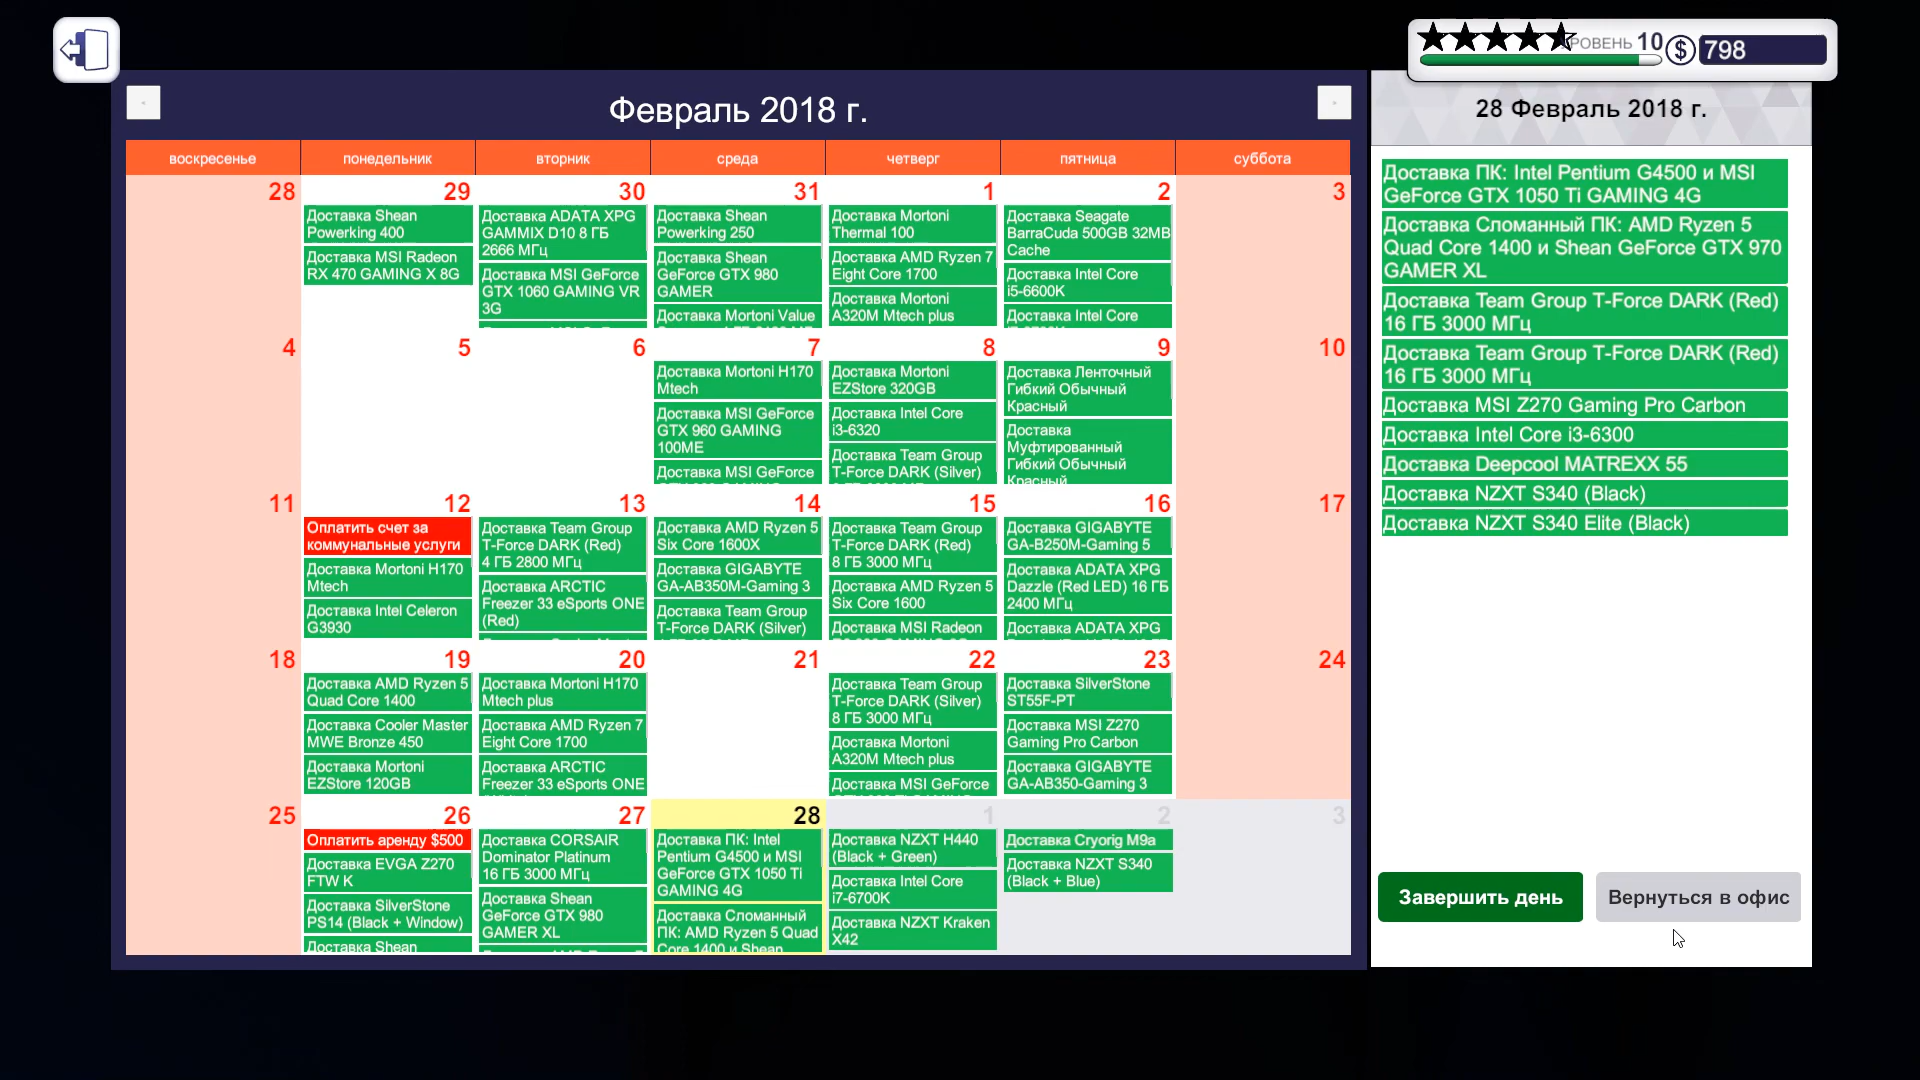 РОВЕНЬ 10
$ 798
Февраль 2018 г.
воскресенье
понедельник
вторник
среда
четверг
пятница
суббота
28
29
Доставка Shean
Powerking 400
Доставка MSI Radeon
RX 470 GAMING X 8G
30
Доставка ADATA XPG
GAMMIX D10 8 ГБ
2666 МГц
Доставка MSI GeForce
GTX 1060 GAMING VR
3G
31
Доставка Shean
Powerking 250
Доставка Shean
GeForce GTX 980
GAMER
Доставка Mortoni Value
1
Доставка Mortoni
Thermal 100
Доставка AMD Ryzen 7
Eight Core 1700
Доставка Mortoni
A320M Mtech plus
2
Доставка Seagate
BarraCuda 500GB 32MB
Cache
Доставка Intel Core
i5-6600K
Доставка Intel Core
3
4
5
6
7
Доставка Mortoni H170
Mtech
Доставка MSI GeForce
GTX 960 GAMING
100ME
Доставка MSI GeForce
8
Доставка Mortoni
EZStore 320GB
Доставка Intel Core
i3-6320
Доставка Team Group
T-Force DARK (Silver)
9
Доставка Ленточный
Гибкий Обычный
Красный
Доставка
Муфтированный
Гибкий Обычный
Красный
10
11
12
Оплатить счет за
коммунальные услуги
Доставка Mortoni H170
Mtech
Доставка Intel Celeron
G3930
13
Доставка Team Group
T-Force DARK (Red)
4 ГБ 2800 МГц
Доставка ARCTIC
Freezer 33 eSports ONE
(Red)
14
Доставка AMD Ryzen 5
Six Core 1600X
Доставка GIGABYTE
GA-AB350M-Gaming 3
Доставка Team Group
T-Force DARK (Silver)
15
Доставка Team Group
T-Force DARK (Red)
8 ГБ 3000 МГц
Доставка AMD Ryzen 5
Six Core 1600
Доставка MSI Radeon
16
Доставка GIGABYTE
GA-B250M-Gaming 5
Доставка ADATA XPG
Dazzle (Red LED) 16 ГБ
2400 МГц
Доставка ADATA XPG
17
18
19
Доставка AMD Ryzen 5
Quad Core 1400
Доставка Cooler Master
MWE Bronze 450
Доставка Mortoni
EZStore 120GB
20
Доставка Mortoni H170
Mtech plus
Доставка AMD Ryzen 7
Eight Core 1700
Доставка ARCTIC
Freezer 33 eSports ONE
21
22
Доставка Team Group
T-Force DARK (Silver)
8 ГБ 3000 МГц
Доставка Mortoni
A320M Mtech plus
Доставка MSI GeForce
23
Доставка SilverStone
ST55F-PT
Доставка MSI Z270
Gaming Pro Carbon
Доставка GIGABYTE
GA-AB350-Gaming 3
24
25
26
Оплатить аренду $500
Доставка EVGA Z270
FTW K
Доставка SilverStone
PS14 (Black + Window)
Доставка Shean
27
Доставка CORSAIR
Dominator Platinum
16 ГБ 3000 МГц
Доставка Shean
GeForce GTX 980
GAMER XL
28
Доставка ПК: Intel
Pentium G4500 и MSI
GeForce GTX 1050 Ti
GAMING 4G
Доставка Сломанный
ПК: AMD Ryzen 5 Quad
Core 1400 и Shean
1
Доставка NZXT H440
(Black + Green)
Доставка Intel Core
i7-6700K
Доставка NZXT Kraken
X42
2
Доставка Cryorig M9a
Доставка NZXT S340
(Black + Blue)
3
28 Февраль 2018 г.
Доставка ПК: Intel Pentium G4500 и MSI
GeForce GTX 1050 Ti GAMING 4G
Доставка Сломанный ПК: AMD Ryzen 5
Quad Core 1400 и Shean GeForce GTX 970
GAMER XL
Доставка Team Group T-Force DARK (Red)
16 ГБ 3000 МГц
Доставка Team Group T-Force DARK (Red)
16 ГБ 3000 МГц
Доставка MSI Z270 Gaming Pro Carbon
Доставка Intel Core i3-6300
Доставка Deepcool MATREXX 55
Доставка NZXT S340 (Black)
Доставка NZXT S340 Elite (Black)
Завершить день
Вернуться в офис